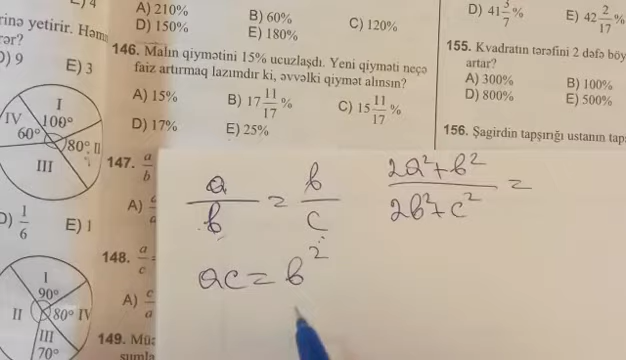 A) 210%
B) 60%
C) 120%
D) 150%
E) 180%
146. Malın qiymətini 15% ucuzlaşdı. Yeni qiyməti neçə
faiz artırmaq lazımdır ki, əvvəlki qiymət alınsın?
A) 15%
B) 17 11/17 %
C) 15 11/17 %
D) 17%
E) 25%
147. a/b
A)
148. a/c =
A) c/a
149.
D) 41 3/7 %
E) 42 2/17 %
155. Kvadratın tərəfini 2 dəfə böy
artar?
A) 300%
B) 100%
D) 800%
E) 500%
156. Şagirdin tapşırığı ustanın tap
yetirir.
D) 9
E) 3
I
100°
IV
60°
80° II
III
D) 1/6
E) 1
I
90°
II
80° IV
III
70°
a/b = b/c
(2a²+b²)/(2b²+c²) =
ac = b²